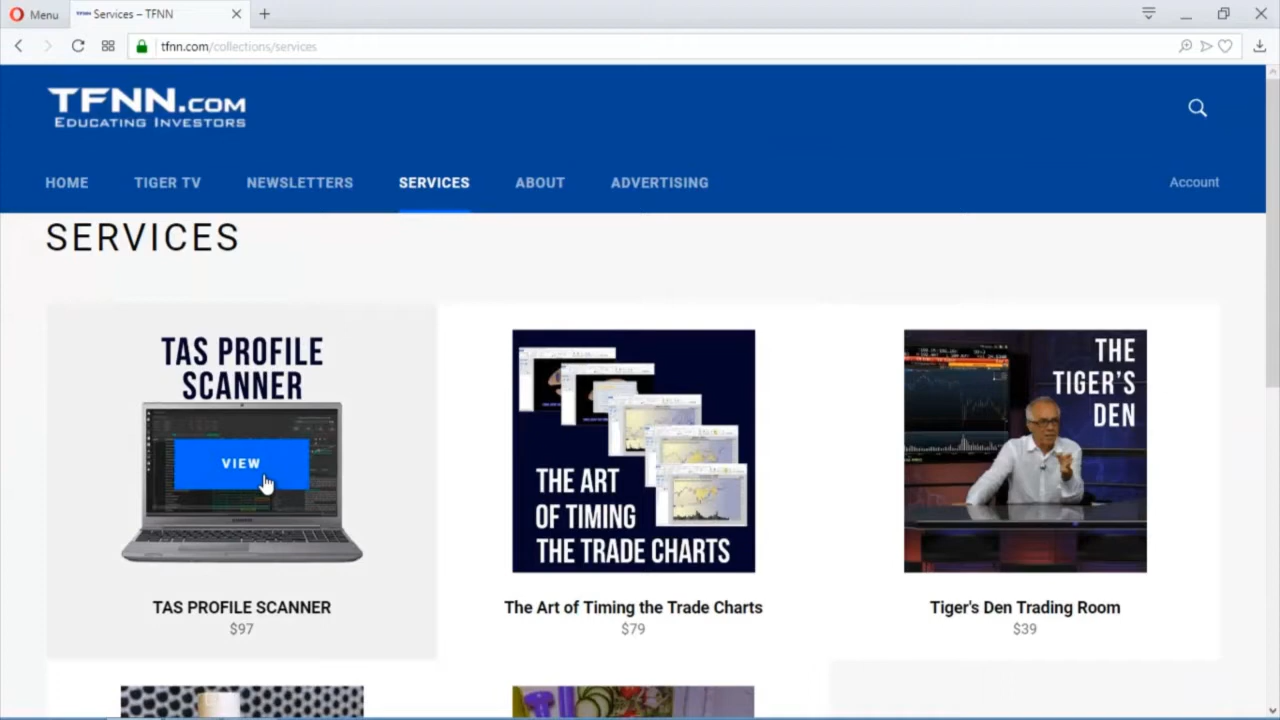 Menu
Services – TFNN
tfnn.com/collections/services
TFNN.COM
EDUCATING INVESTORS
HOME
TIGER TV
NEWSLETTERS
SERVICES
ABOUT
ADVERTISING
Account
SERVICES
TAS PROFILE
SCANNER
VIEW
THE ART
OF TIMING
THE TRADE CHARTS
THE
TIGER'S
DEN
TAS PROFILE SCANNER
$97
The Art of Timing the Trade Charts
$79
Tiger's Den Trading Room
$39